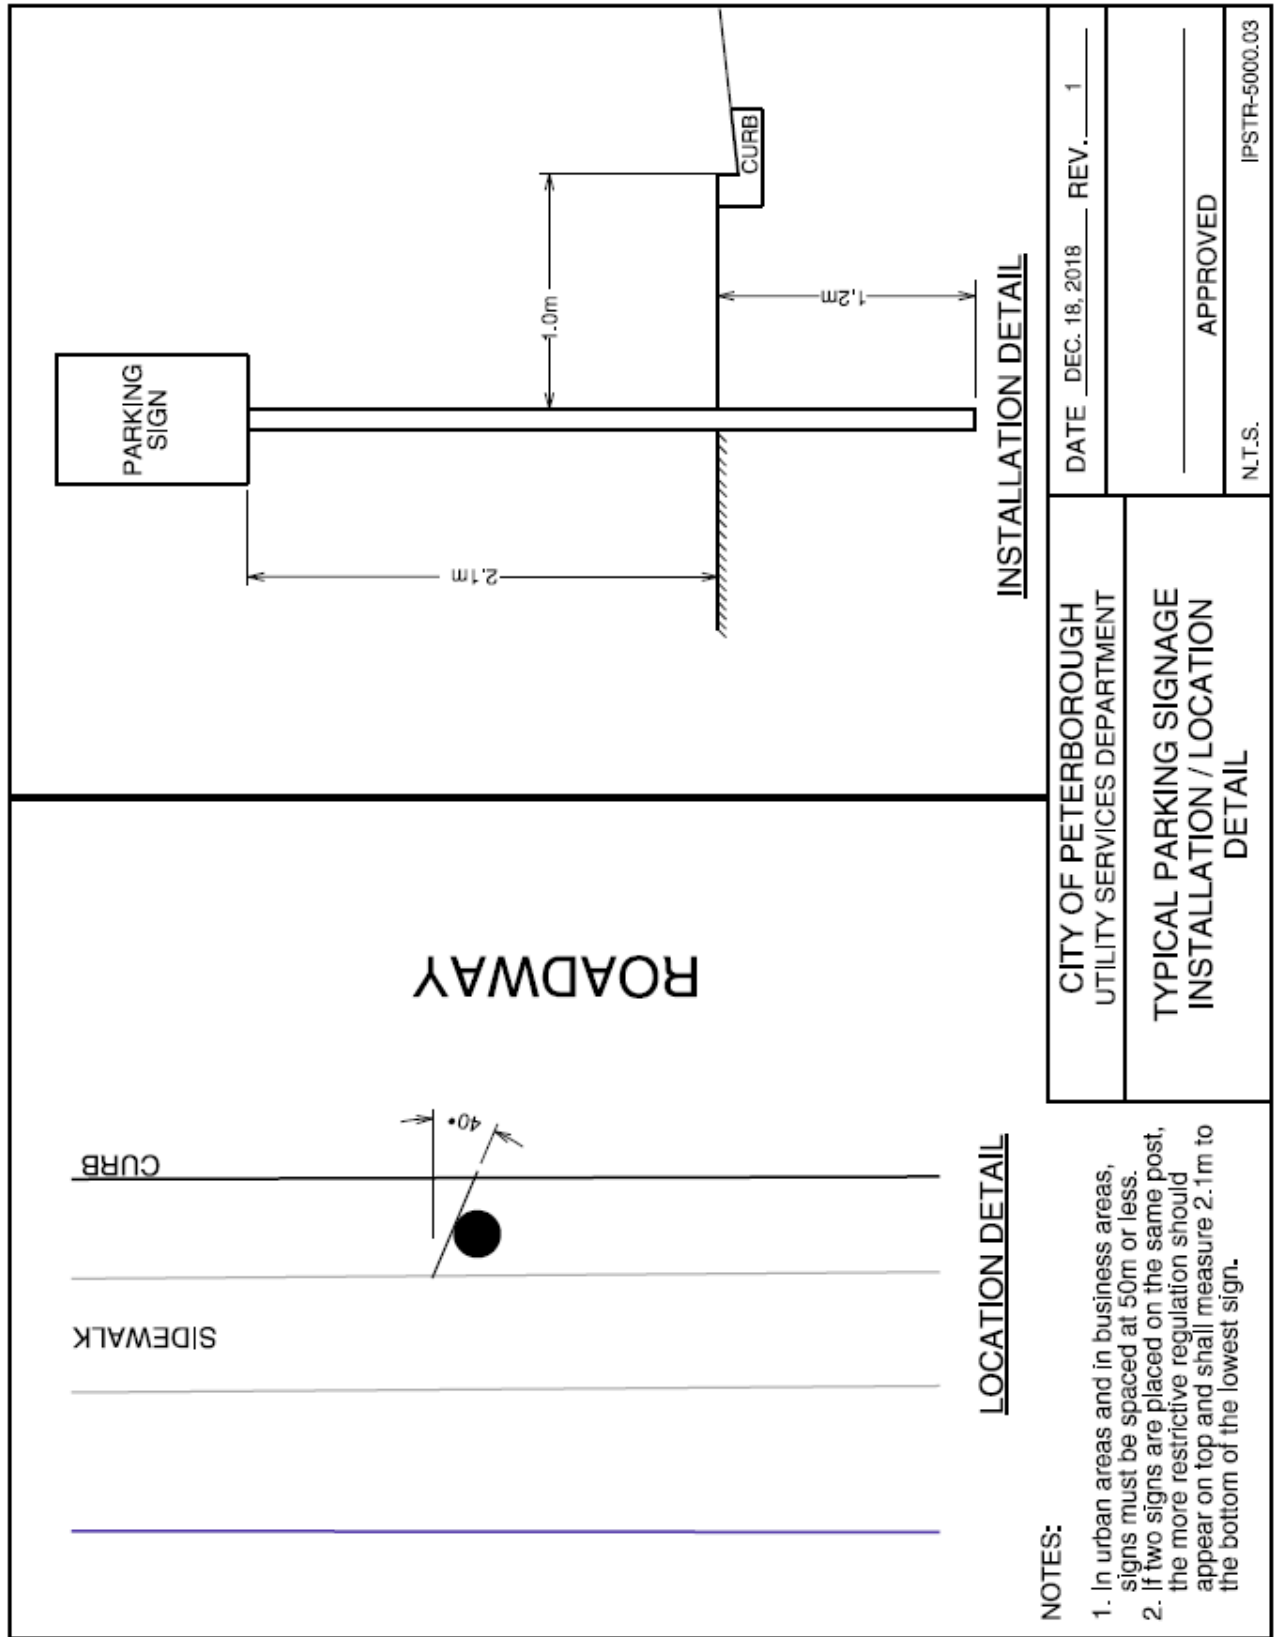 ROADWAY
CURB
40°
SIDEWALK
LOCATION DETAIL
PARKING
SIGN
2.1m
1.0m
CURB
1.2m
INSTALLATION DETAIL
NOTES:
1. In urban areas and in business areas,
signs must be spaced at 50m or less.
2. If two signs are placed on the same post,
the more restrictive regulation should
appear on top and shall measure 2.1m to
the bottom of the lowest sign.
CITY OF PETERBOROUGH
UTILITY SERVICES DEPARTMENT
TYPICAL PARKING SIGNAGE
INSTALLATION / LOCATION
DETAIL
DATE DEC. 18, 2018 REV. 1
APPROVED
N.T.S. IPSTR-5000.03